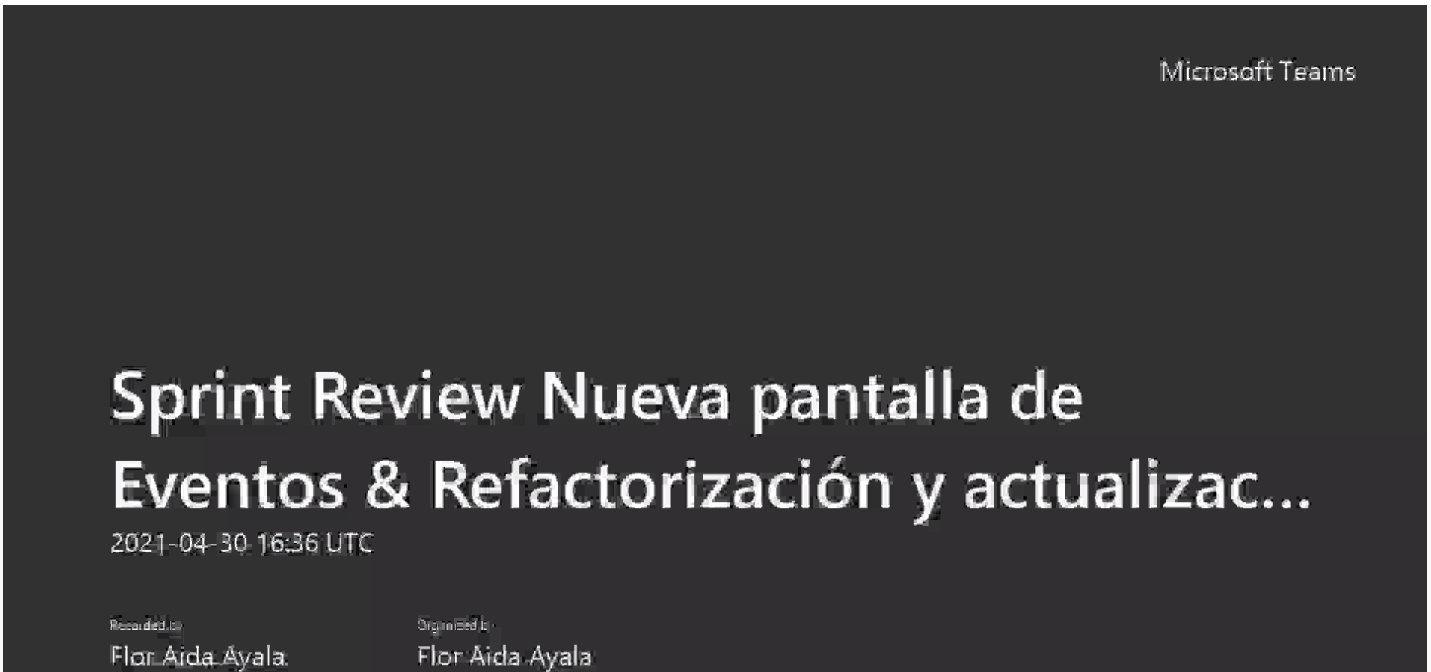 Microsoft Teams
Sprint Review Nueva pantalla de
Eventos & Refactorización y actualizac...
2021-04-30 16:36 UTC
Recorded by
Organized by
Flor Aida Ayala
Flor Aida Ayala